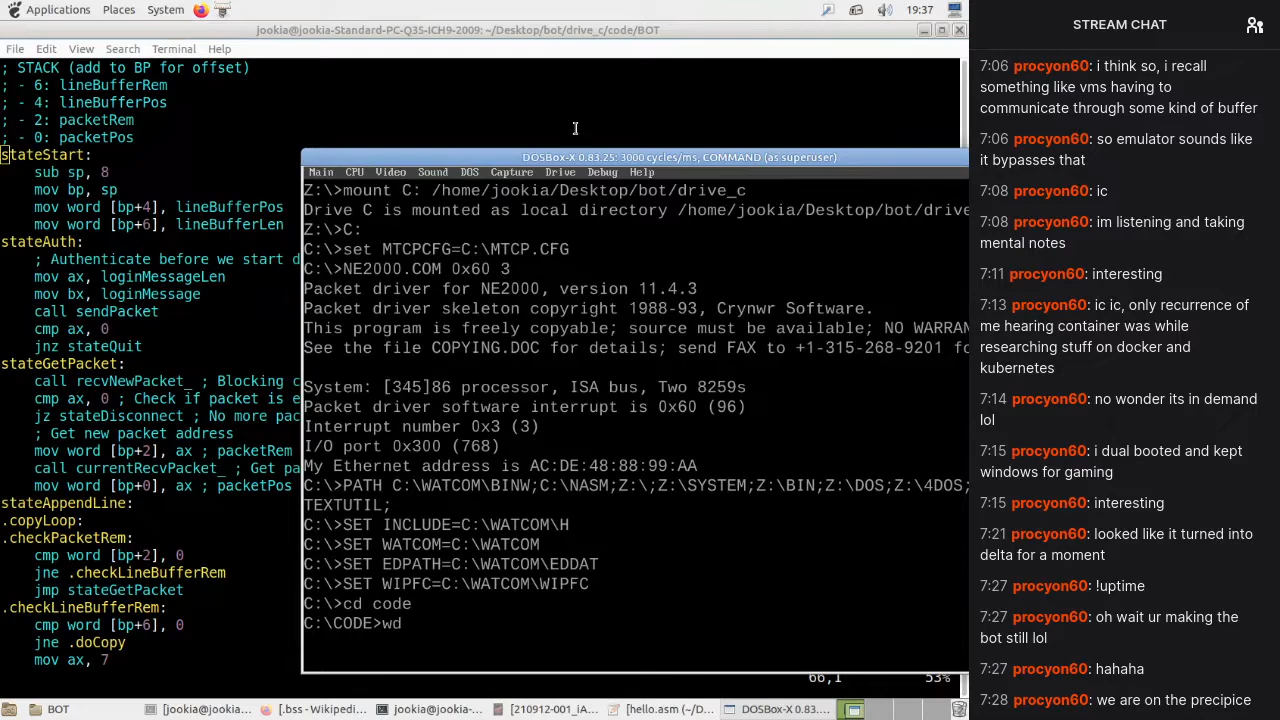 Applications Places System 19:37
jookia@jookia-Standard-PC-Q35-ICH9-2009: ~/Desktop/bot/drive_c/code/BOT
File Edit View Search Terminal Help
; STACK (add to BP for offset)
; - 6: lineBufferRem
; - 4: lineBufferPos
; - 2: packetRem
; - 0: packetPos
stateStart:
sub sp, 8
mov bp, sp
mov word [bp+4], lineBufferPos
mov word [bp+6], lineBufferLen
stateAuth:
; Authenticate before we start d
mov ax, loginMessageLen
mov bx, loginMessage
call sendPacket
cmp ax, 0
jnz stateQuit
stateGetPacket:
call recvNewPacket_ ; Blocking c
cmp ax, 0 ; Check if packet is e
jz stateDisconnect ; No more pac
; Get new packet address
mov word [bp+2], ax ; packetRem
call currentRecvPacket_ ; Get pa
mov word [bp+0], ax ; packetPos
stateAppendLine:
.copyLoop:
.checkPacketRem:
cmp word [bp+2], 0
jne .checkLineBufferRem
jmp stateGetPacket
.checkLineBufferRem:
cmp word [bp+6], 0
jne .doCopy
mov ax, 7
66,1 53%
DOSBox-X 0.83.25: 3000 cycles/ms, COMMAND (as superuser)
Main CPU Video Sound DOS Capture Drive Debug Help
Z:\>mount C: /home/jookia/Desktop/bot/drive_c
Drive C is mounted as local directory /home/jookia/Desktop/bot/drive
Z:\>C:
C:\>set MTCPCFG=C:\MTCP.CFG
C:\>NE2000.COM 0x60 3
Packet driver for NE2000, version 11.4.3
Packet driver skeleton copyright 1988-93, Crynwr Software.
This program is freely copyable; source must be available; NO WARRAN
See the file COPYING.DOC for details; send FAX to +1-315-268-9201 fo
System: [345]86 processor, ISA bus, Two 8259s
Packet driver software interrupt is 0x60 (96)
Interrupt number 0x3 (3)
I/O port 0x300 (768)
My Ethernet address is AC:DE:48:88:99:AA
C:\>PATH C:\WATCOM\BINW;C:\NASM;Z:\;Z:\SYSTEM;Z:\BIN;Z:\DOS;Z:\4DOS;
TEXTUTIL;
C:\>SET INCLUDE=C:\WATCOM\H
C:\>SET WATCOM=C:\WATCOM
C:\>SET EDPATH=C:\WATCOM\EDDAT
C:\>SET WIPFC=C:\WATCOM\WIPFC
C:\>cd code
C:\CODE>wd
BOT [jookia@jookia... [.bss - Wikipedi... jookia@jookia:... [210912-001_iA... [hello.asm (~/D... DOSBox-X 0.83....
STREAM CHAT
7:06 procyon60: i think so, i recall
something like vms having to
communicate through some kind of buffer
7:06 procyon60: so emulator sounds like
it bypasses that
7:08 procyon60: ic
7:08 procyon60: im listening and taking
mental notes
7:11 procyon60: interesting
7:13 procyon60: ic ic, only recurrence of
me hearing container was while
researching stuff on docker and
kubernetes
7:14 procyon60: no wonder its in demand
lol
7:15 procyon60: i dual booted and kept
windows for gaming
7:15 procyon60: interesting
7:21 procyon60: looked like it turned into
delta for a moment
7:27 procyon60: !uptime
7:27 procyon60: oh wait ur making the
bot still lol
7:27 procyon60: hahaha
7:28 procyon60: we are on the precipice